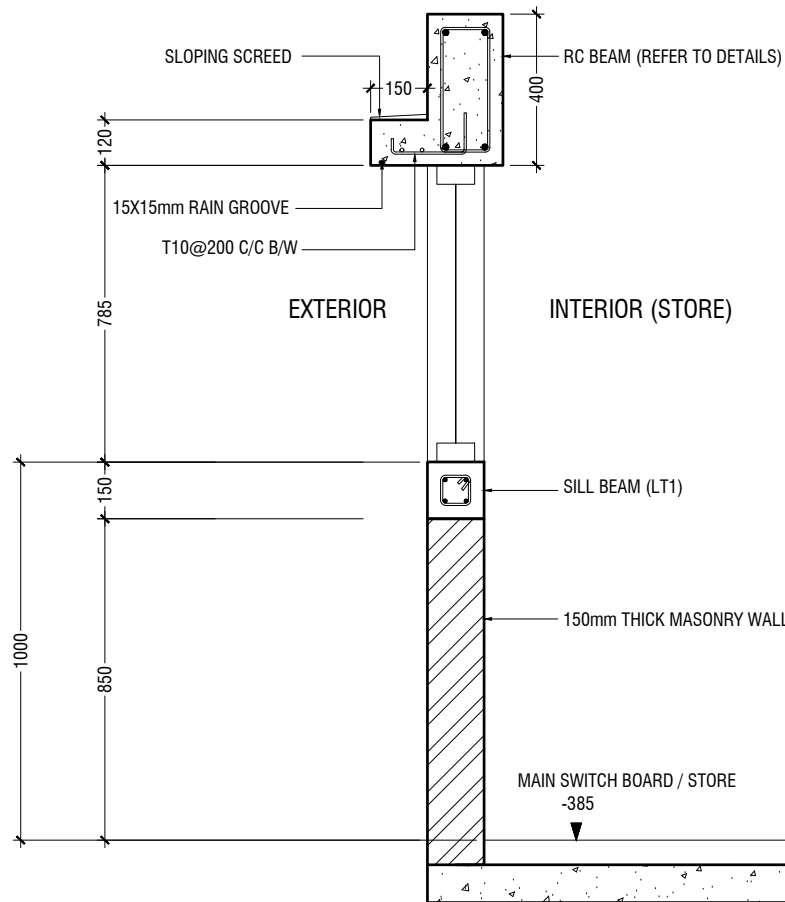 SLOPING SCREED
RC BEAM (REFER TO DETAILS)
150
400
120
15X15mm RAIN GROOVE
T10@200 C/C B/W
785
EXTERIOR
INTERIOR (STORE)
150
SILL BEAM (LT1)
1000
850
150mm THICK MASONRY WALL
MAIN SWITCH BOARD / STORE
-385